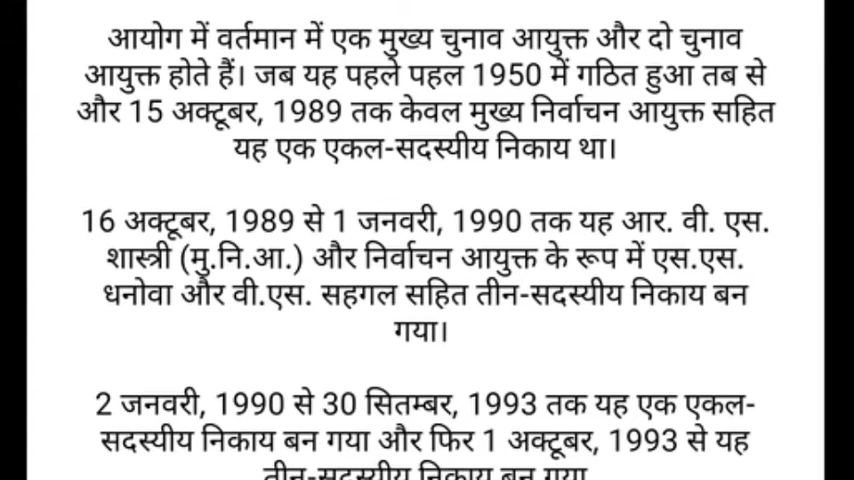 आयोग में वर्तमान में एक मुख्य चुनाव आयुक्त और दो चुनाव
आयुक्त होते हैं। जब यह पहले पहल 1950 में गठित हुआ तब से
और 15 अक्टूबर, 1989 तक केवल मुख्य निर्वाचन आयुक्त सहित
यह एक एकल-सदस्यीय निकाय था।
16 अक्टूबर, 1989 से 1 जनवरी, 1990 तक यह आर. वी. एस.
शास्त्री (मु.नि.आ.) और निर्वाचन आयुक्त के रूप में एस.एस.
धनोवा और वी.एस. सहगल सहित तीन-सदस्यीय निकाय बन
गया।
2 जनवरी, 1990 से 30 सितम्बर, 1993 तक यह एक एकल-
सदस्यीय निकाय बन गया और फिर 1 अक्टूबर, 1993 से यह
तीन-सदस्यीय निकाय बन गया